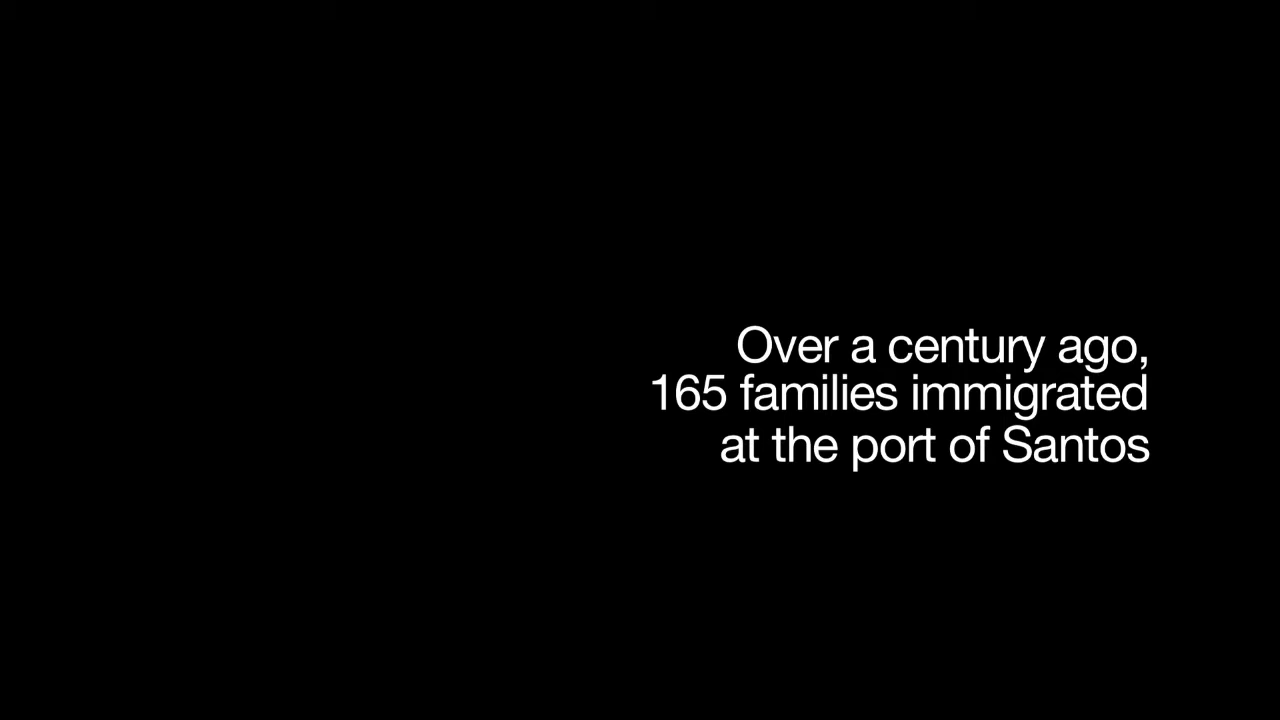 Over a century ago,
165 families immigrated
at the port of Santos